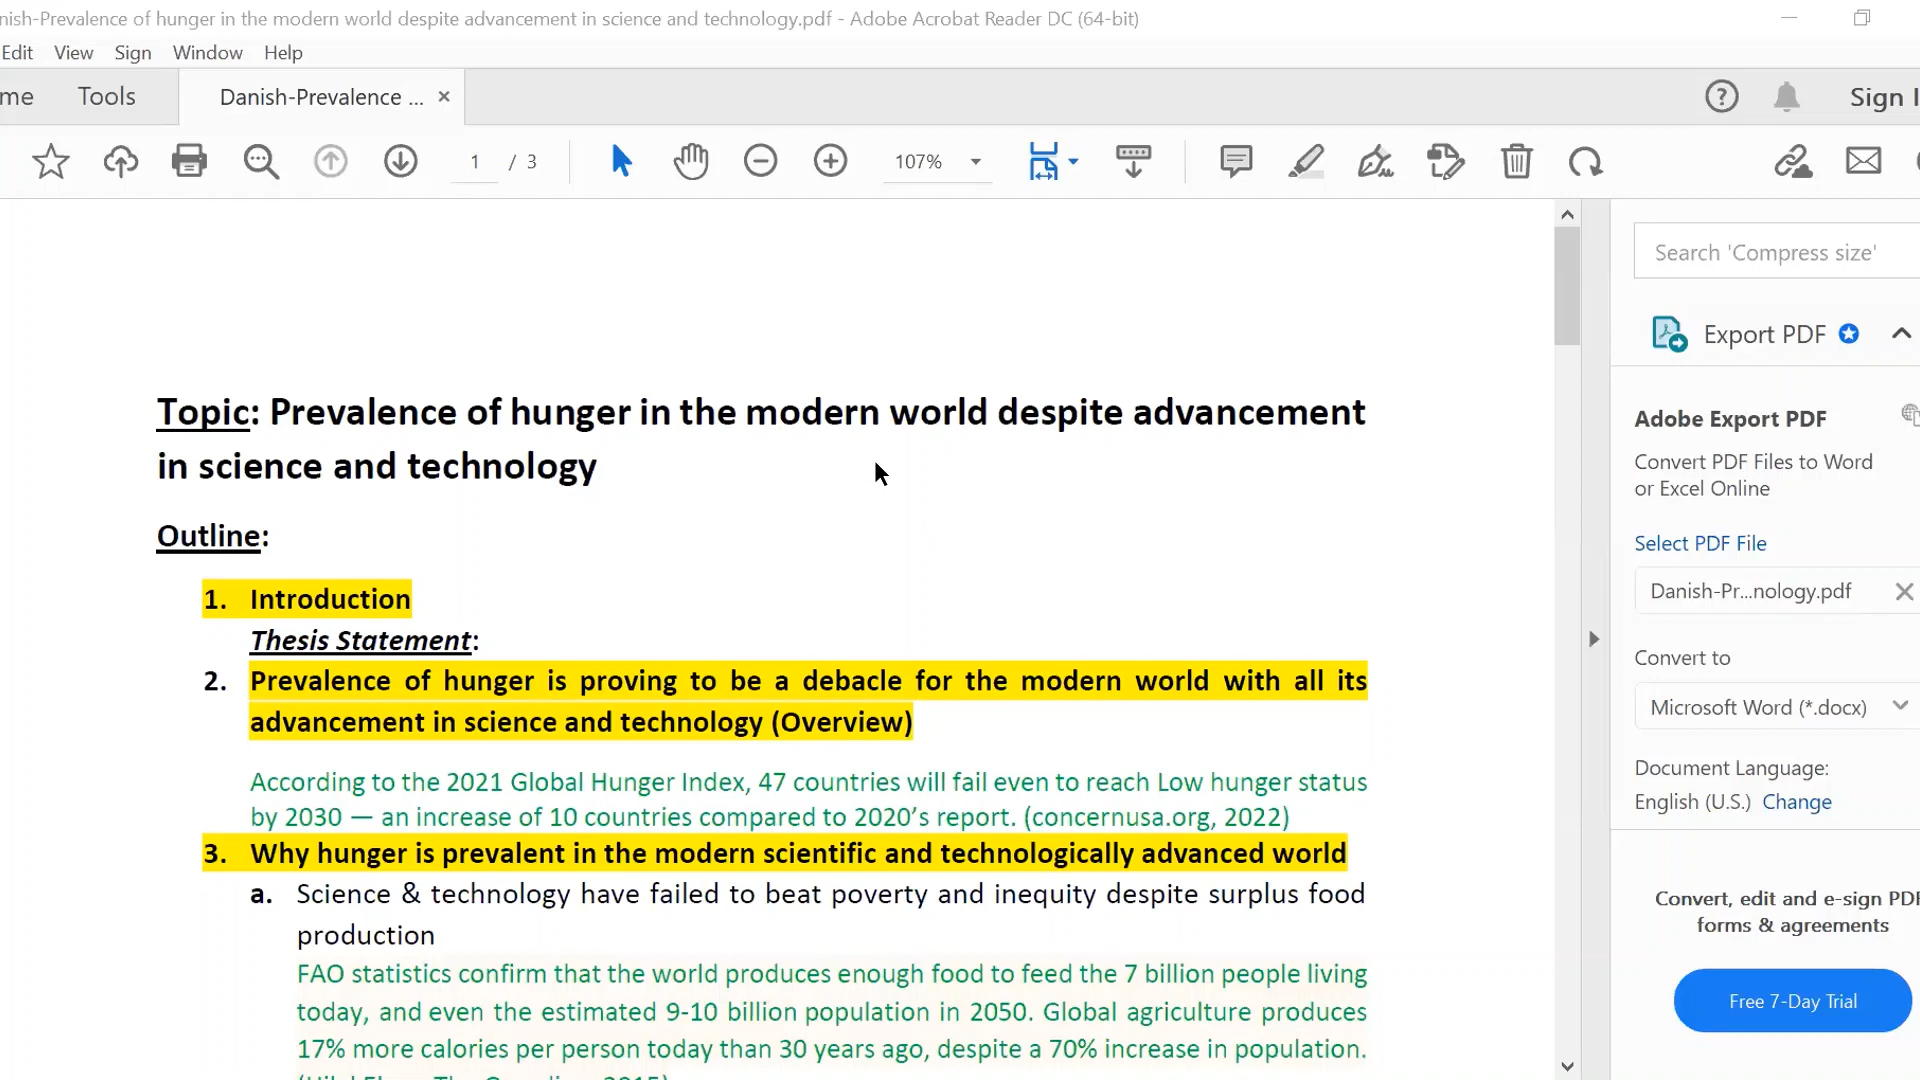 nish-Prevalence of hunger in the modern world despite advancement in science and technology.pdf - Adobe Acrobat Reader DC (64-bit)
Edit View Sign Window Help
me Tools Danish-Prevalence ... × Sign I
1 / 3 107%
Search 'Compress size'
Export PDF
Adobe Export PDF
Convert PDF Files to Word
or Excel Online
Select PDF File
Danish-Pr...nology.pdf
Convert to
Microsoft Word (*.docx)
Document Language:
English (U.S.) Change
Convert, edit and e-sign PDF
forms & agreements
Free 7-Day Trial
Topic: Prevalence of hunger in the modern world despite advancement
in science and technology
Outline:
1. Introduction
Thesis Statement:
2. Prevalence of hunger is proving to be a debacle for the modern world with all its
advancement in science and technology (Overview)
According to the 2021 Global Hunger Index, 47 countries will fail even to reach Low hunger status
by 2030 — an increase of 10 countries compared to 2020’s report. (concernusa.org, 2022)
3. Why hunger is prevalent in the modern scientific and technologically advanced world
a. Science & technology have failed to beat poverty and inequity despite surplus food
production
FAO statistics confirm that the world produces enough food to feed the 7 billion people living
today, and even the estimated 9-10 billion population in 2050. Global agriculture produces
17% more calories per person today than 30 years ago, despite a 70% increase in population.